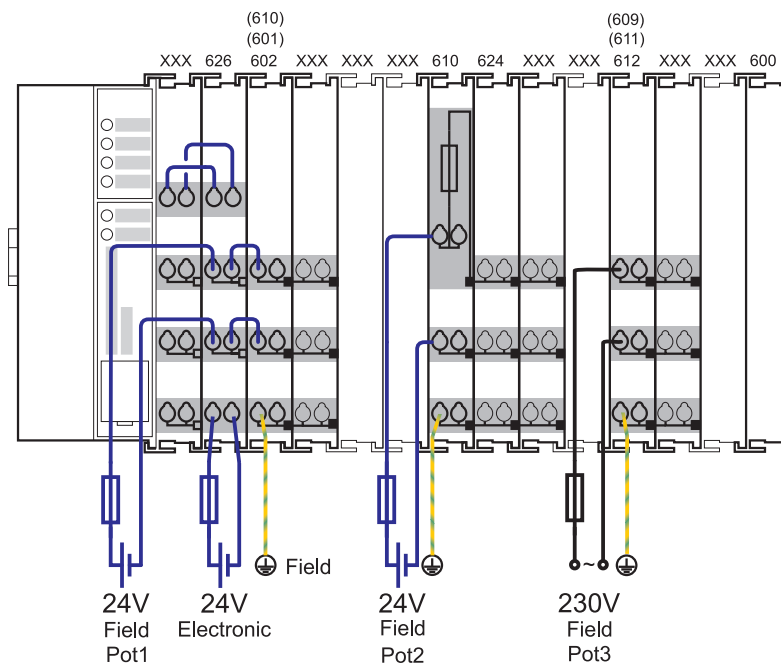 (610)
(601)
(609)
(611)
XXX 626 602 XXX XXX XXX 610 624 XXX XXX 612 XXX XXX 600
Field
24V
Field
Pot1
24V
Electronic
24V
Field
Pot2
~
230V
Field
Pot3